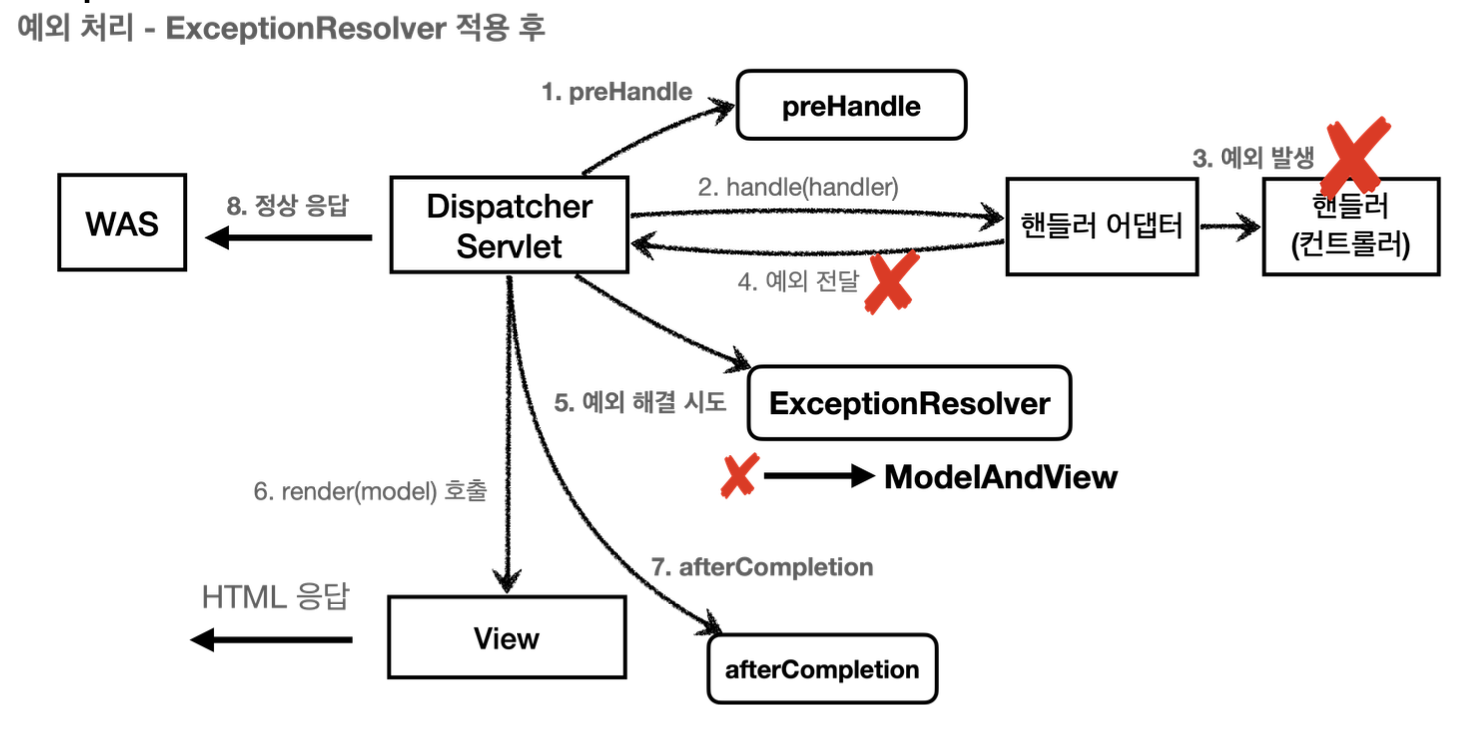 예외 처리 - ExceptionResolver 적용 후
1. preHandle
preHandle
3. 예외 발생
WAS
8. 정상 응답
Dispatcher
Servlet
2. handle(handler)
핸들러 어댑터
핸들러
(컨트롤러)
4. 예외 전달
5. 예외 해결 시도
ExceptionResolver
ModelAndView
6. render(model) 호출
7. afterCompletion
HTML 응답
View
afterCompletion